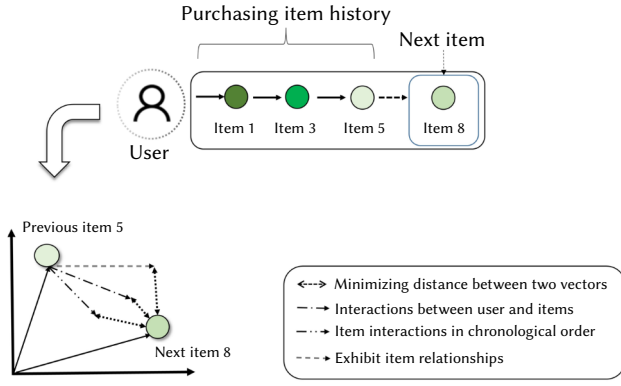 Purchasing item history
Next item
Item 1
Item 3
Item 5
Item 8
User
Previous item 5
Next item 8
Minimizing distance between two vectors
Interactions between user and items
Item interactions in chronological order
Exhibit item relationships